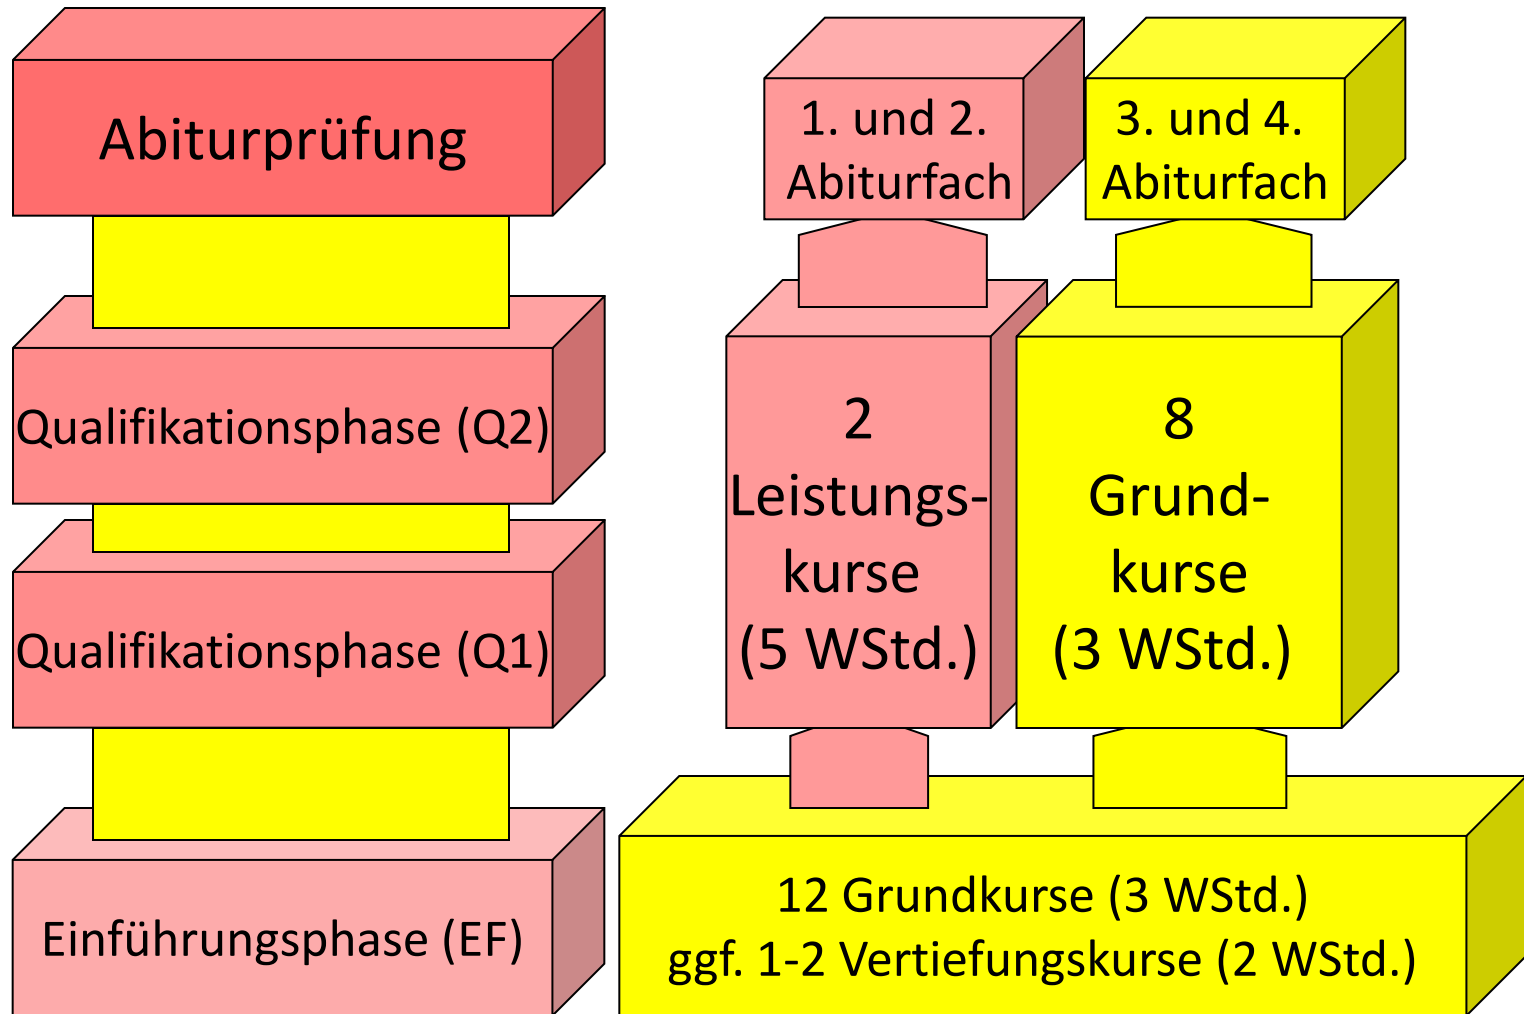 Abiturprüfung
Qualifikationsphase (Q2)
Qualifikationsphase (Q1)
Einführungsphase (EF)
1. und 2.
Abiturfach
3. und 4.
Abiturfach
2
Leistungs-
kurse
(5 WStd.)
8
Grund-
kurse
(3 WStd.)
12 Grundkurse (3 WStd.)
ggf. 1-2 Vertiefungskurse (2 WStd.)